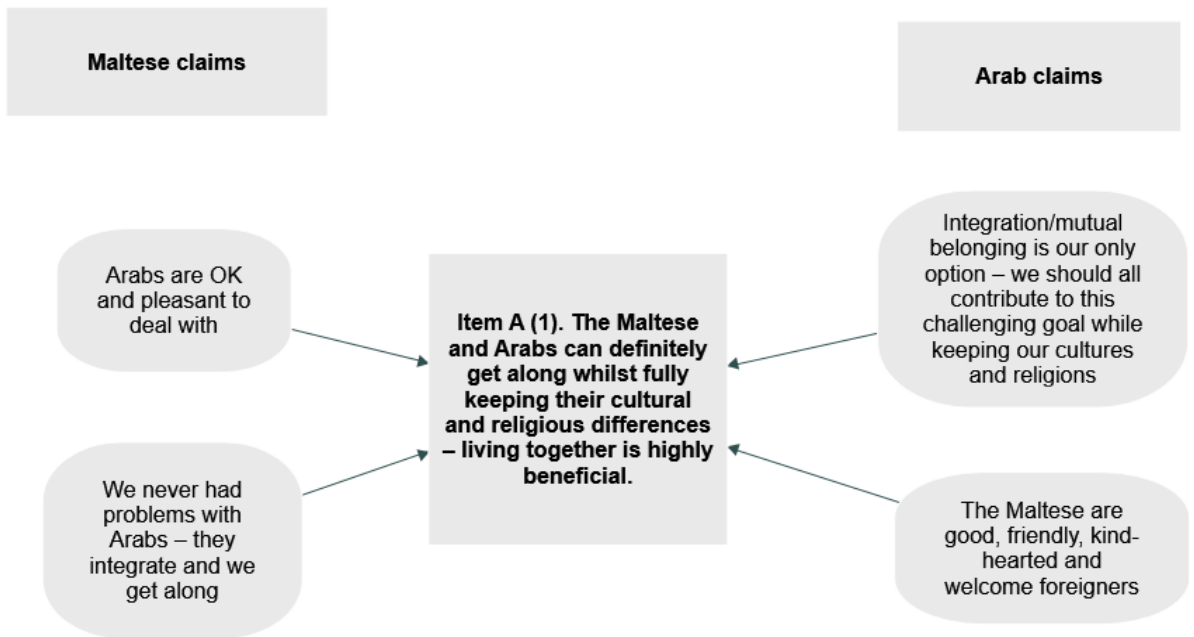 Maltese claims
Arab claims
Arabs are OK
and pleasant to
deal with
We never had
problems with
Arabs – they
integrate and we
get along
Item A (1). The Maltese
and Arabs can definitely
get along whilst fully
keeping their cultural
and religious differences
– living together is highly
beneficial.
Integration/mutual
belonging is our only
option – we should all
contribute to this
challenging goal while
keeping our cultures
and religions
The Maltese are
good, friendly, kind-
hearted and
welcome foreigners